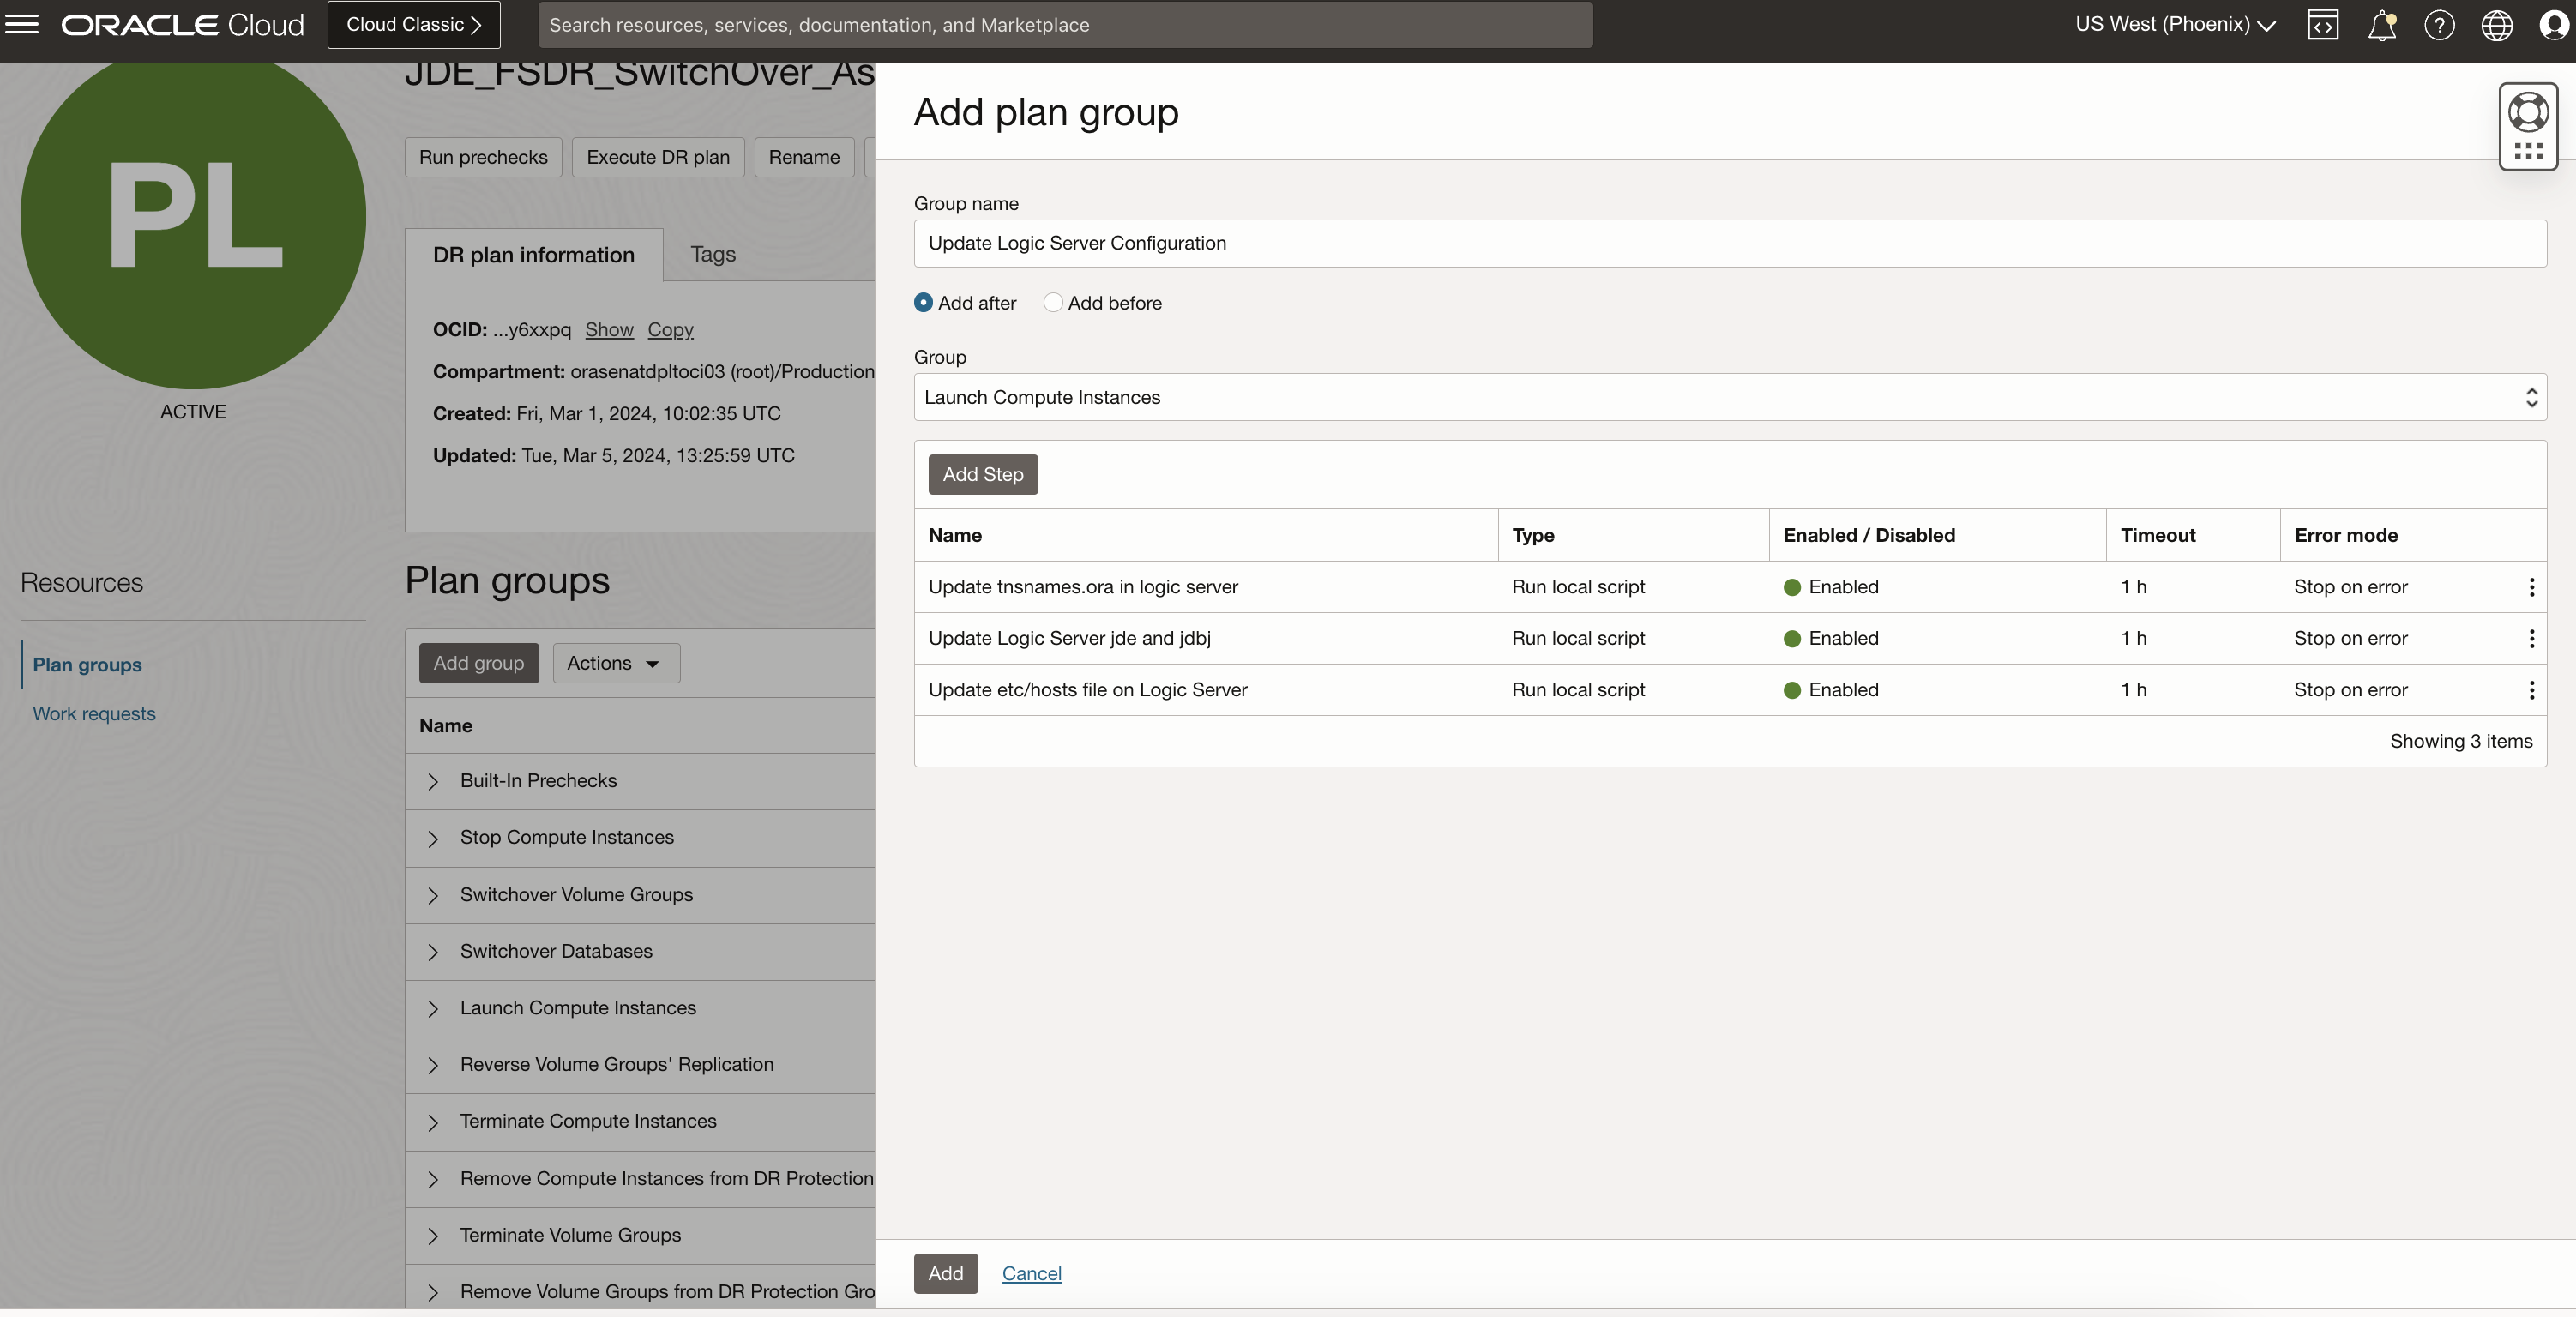 ORACLE Cloud
Cloud Classic
Search resources, services, documentation, and Marketplace
US West (Phoenix)
JDE_FSDR_SwitchOver_As
PL
ACTIVE
Run prechecks
Execute DR plan
Rename
DR plan information
Tags
OCID: ...y6xxpq Show Copy
Compartment: orasenatdpltoci03 (root)/Production
Created: Fri, Mar 1, 2024, 10:02:35 UTC
Updated: Tue, Mar 5, 2024, 13:25:59 UTC
Resources
Plan groups
Work requests
Plan groups
Add group
Actions
Name
Built-In Prechecks
Stop Compute Instances
Switchover Volume Groups
Switchover Databases
Launch Compute Instances
Reverse Volume Groups' Replication
Terminate Compute Instances
Remove Compute Instances from DR Protection
Terminate Volume Groups
Remove Volume Groups from DR Protection Gro
Add plan group
Group name
Update Logic Server Configuration
Add after Add before
Group
Launch Compute Instances
Add Step
Name Type Enabled / Disabled Timeout Error mode
Update tnsnames.ora in logic server Run local script Enabled 1 h Stop on error
Update Logic Server jde and jdbj Run local script Enabled 1 h Stop on error
Update etc/hosts file on Logic Server Run local script Enabled 1 h Stop on error
Showing 3 items
Add
Cancel